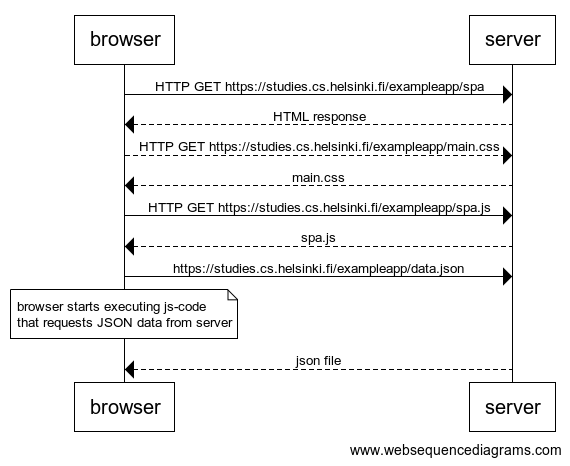 browser
server
HTTP GET https://studies.cs.helsinki.fi/exampleapp/spa
HTML response
HTTP GET https://studies.cs.helsinki.fi/exampleapp/main.css
main.css
HTTP GET https://studies.cs.helsinki.fi/exampleapp/spa.js
spa.js
https://studies.cs.helsinki.fi/exampleapp/data.json
browser starts executing js-code
that requests JSON data from server
json file
browser
server
www.websequencediagrams.com